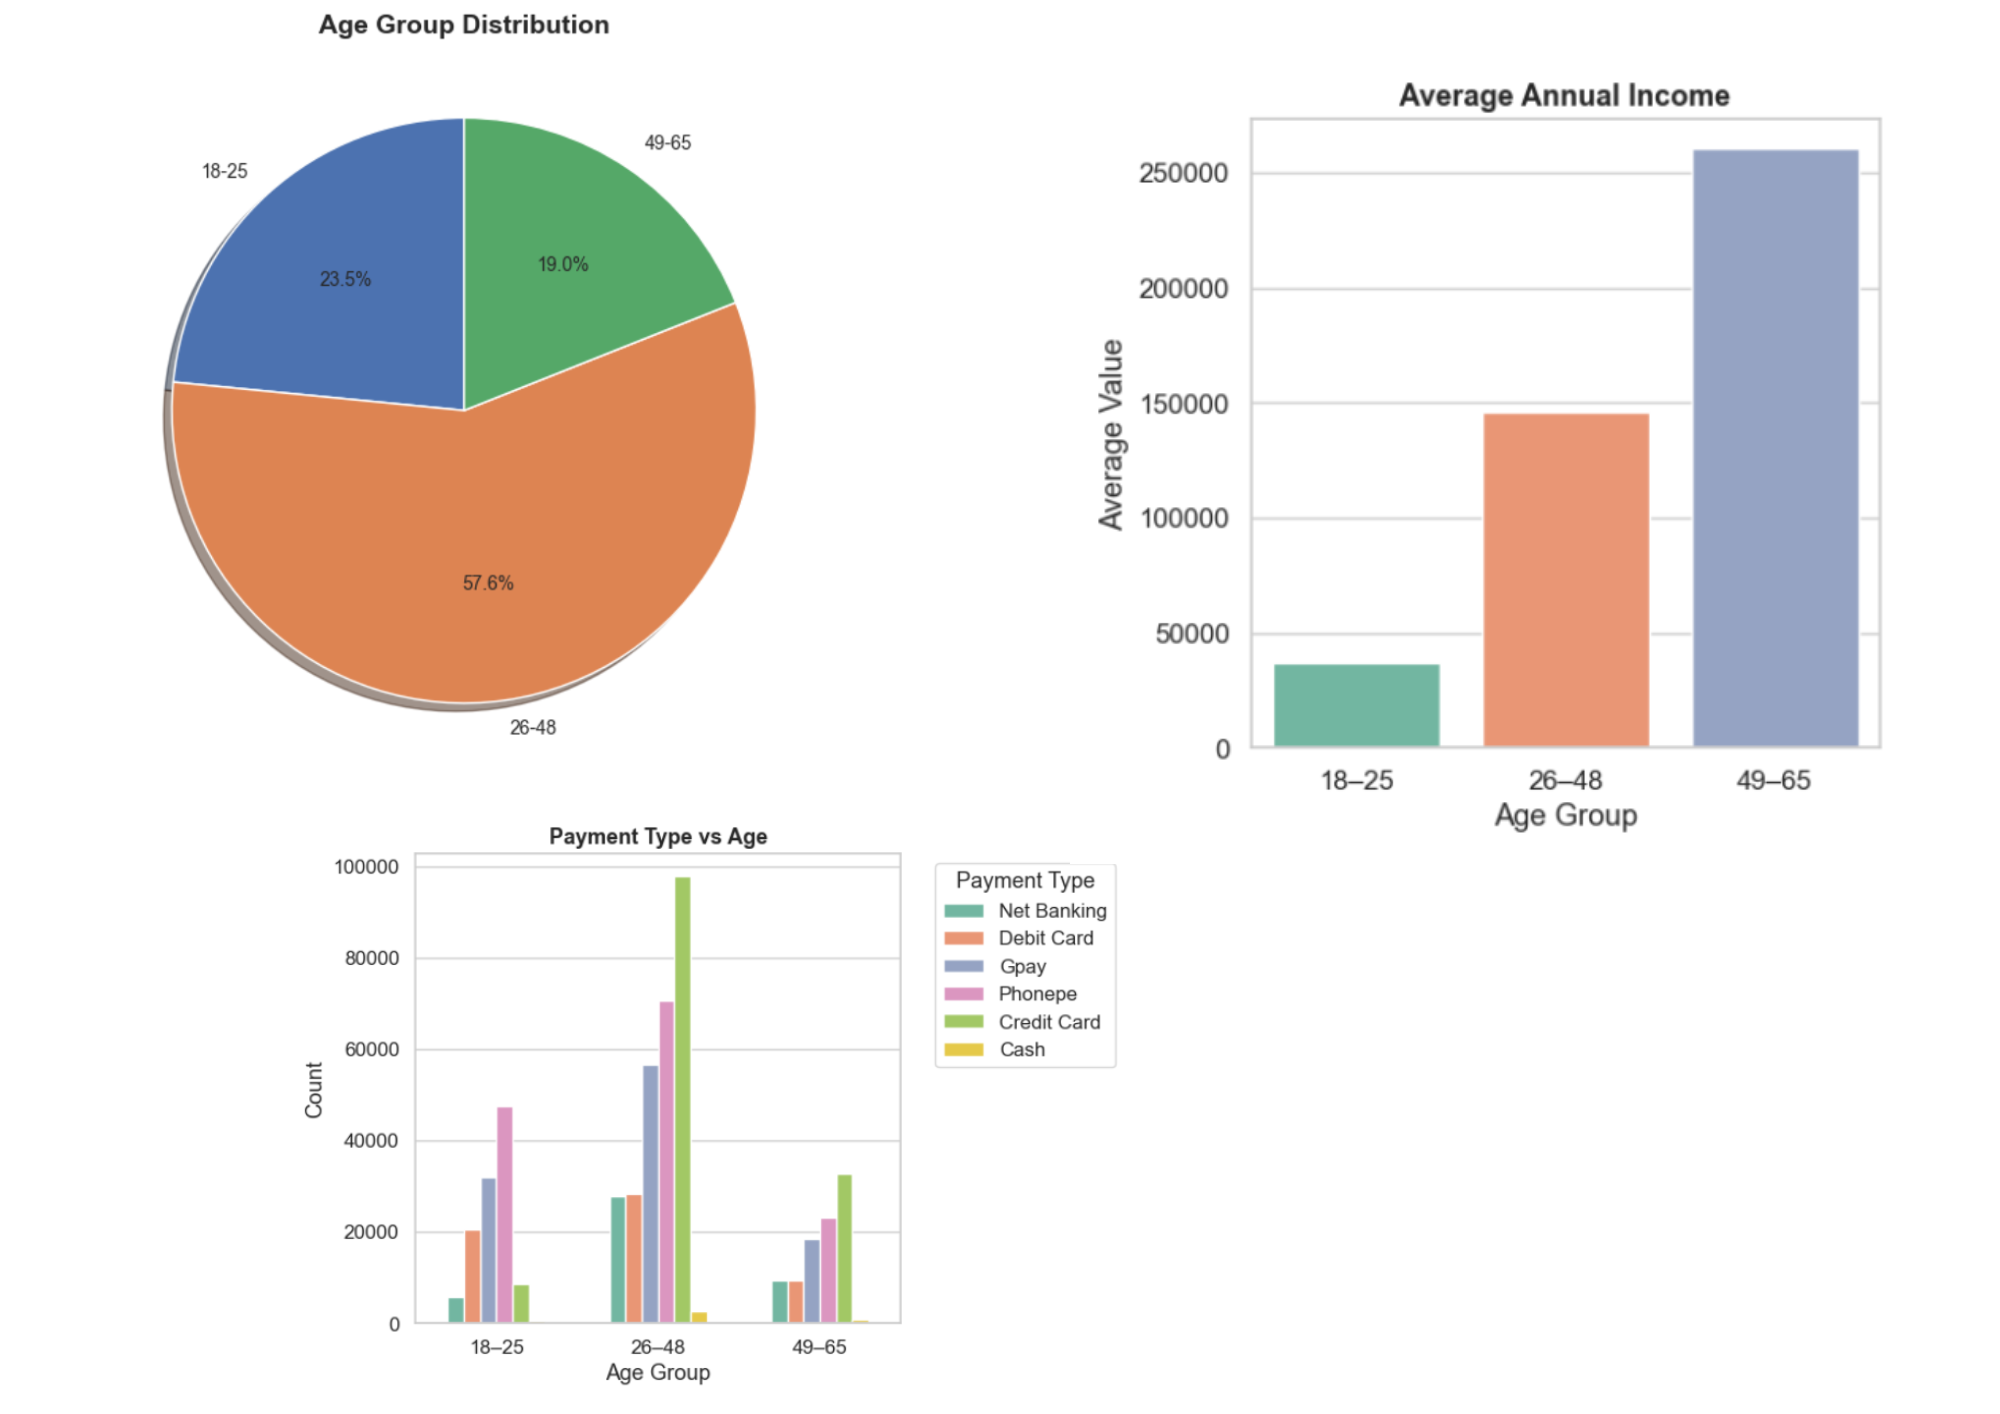 Age Group Distribution
18-25
49-65
23.5%
19.0%
57.6%
26-48
Average Annual Income
Average Value
250000
200000
150000
100000
50000
0
18–25
26–48
49–65
Age Group
Payment Type vs Age
Count
100000
80000
60000
40000
20000
0
18–25
26–48
49–65
Age Group
Payment Type
Net Banking
Debit Card
Gpay
Phonepe
Credit Card
Cash